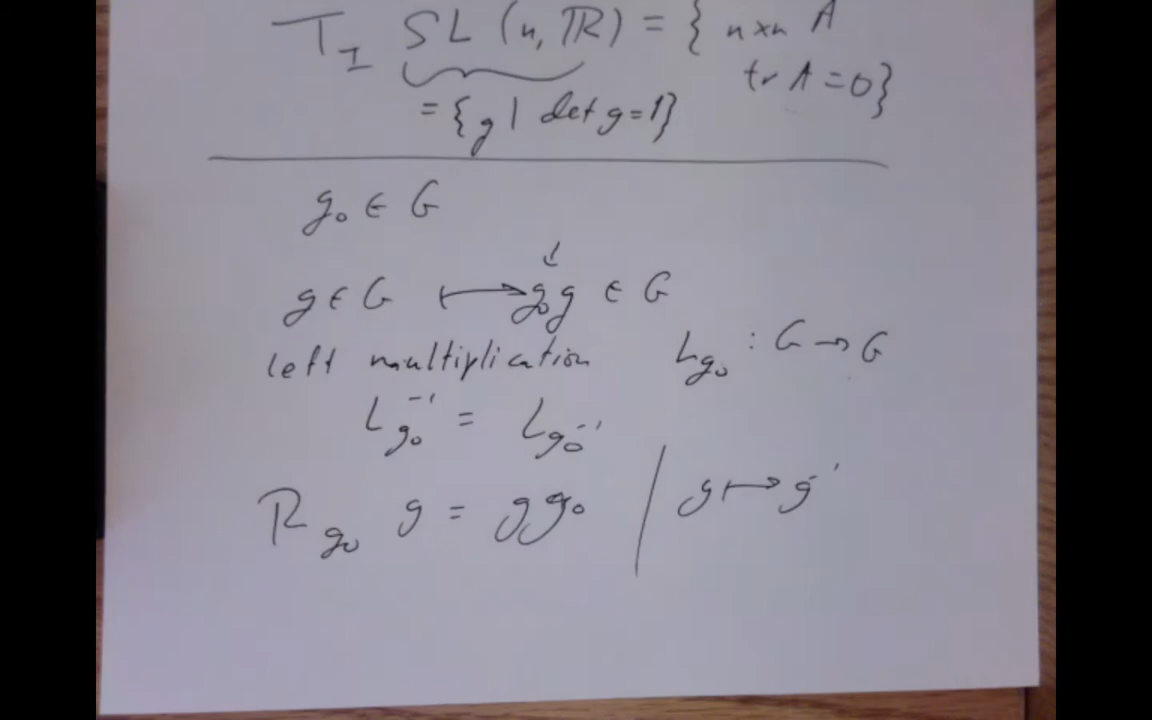 T_I SL (n, ℝ) = { n×n A
tr A = 0}
= {g | det g = 1}
g₀ ∈ G
↓
g ∈ G ⟼ g₀g ∈ G
left multiplication L_{g₀} : G → G
L_{g₀}^{-1} = L_{g₀^{-1}}
R_{g₀} g = gg₀ | g ⟼ g^{-1}